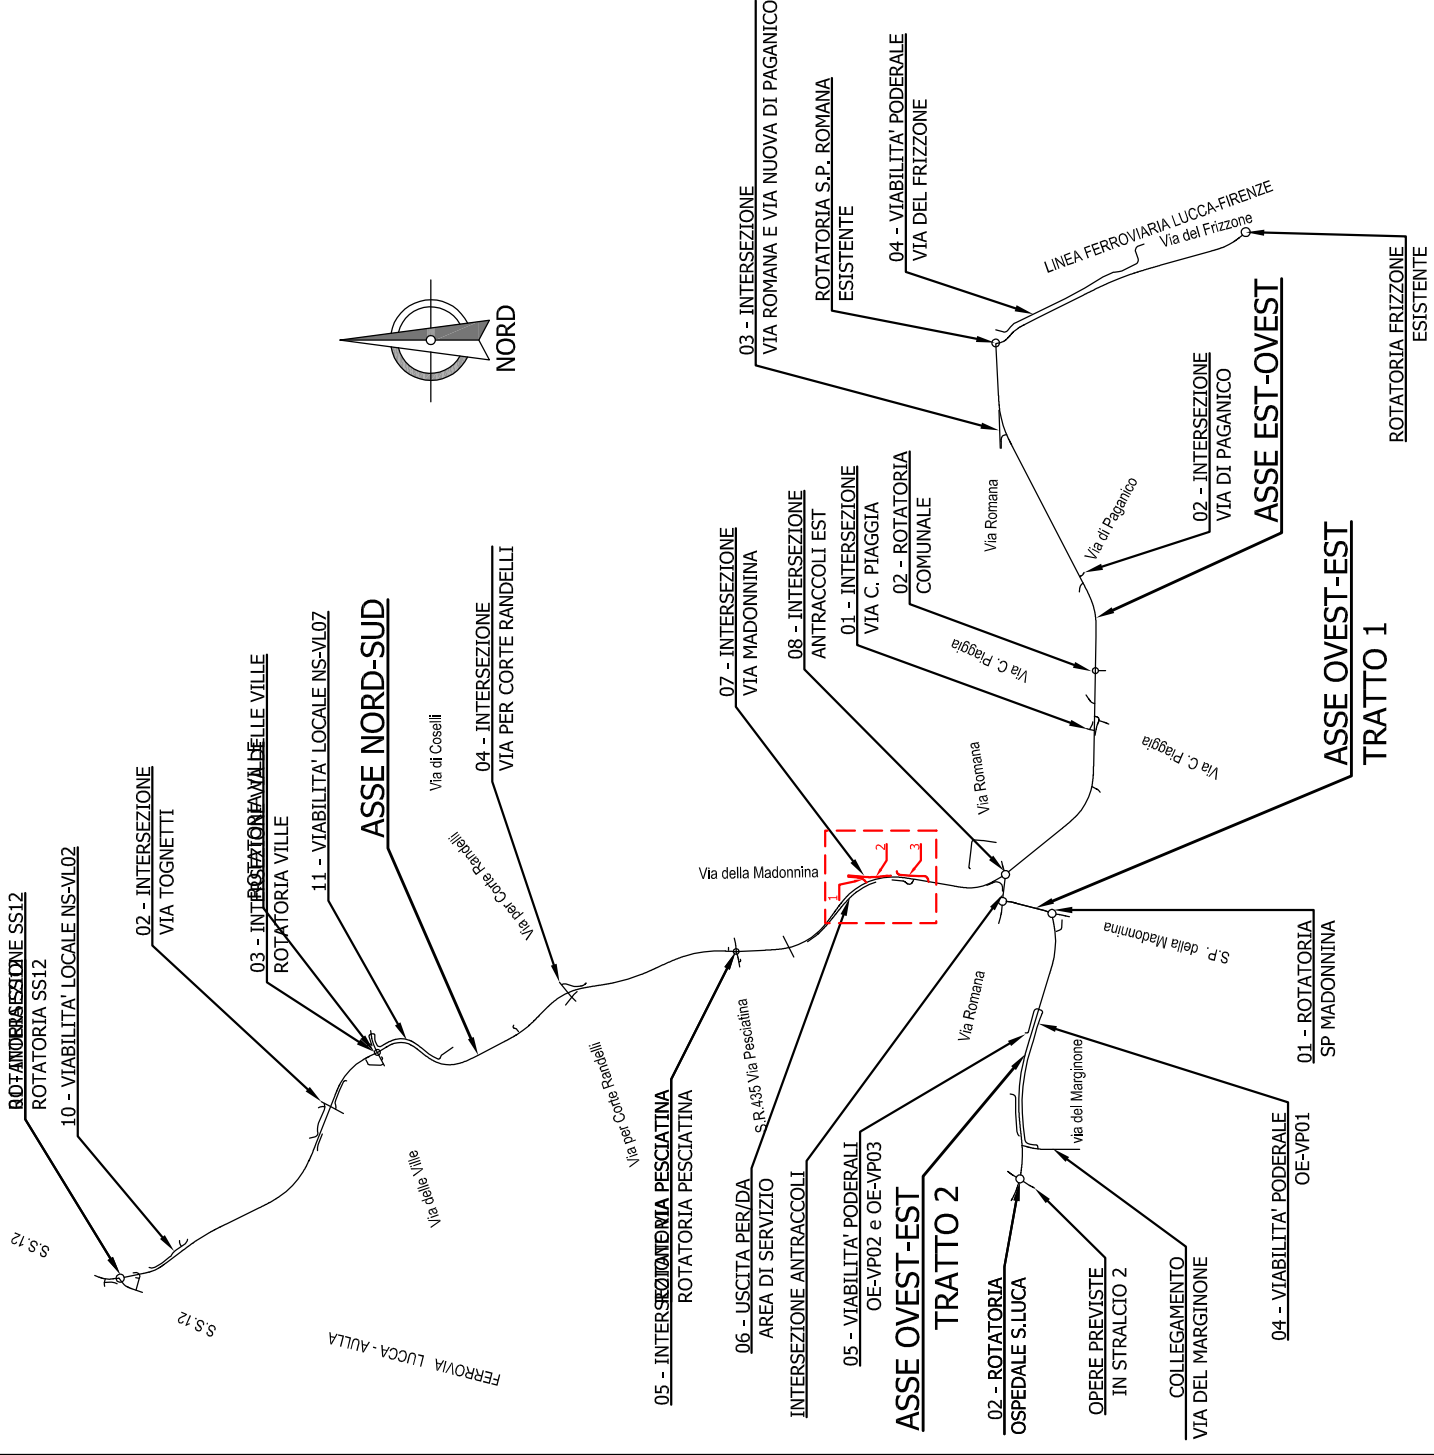 S.S.12
ROTATORIA SS12
ROTATORIA SS12
10 - VIABILITA' LOCALE NS-VL02
02 - INTERSEZIONE
VIA TOGNETTI
ROTATORIA VILLE
ROTATORIA VILLE
11 - VIABILITA' LOCALE NS-VL07
ASSE NORD-SUD
Via di Coselli
04 - INTERSEZIONE
VIA PER CORTE RANDELLI
Via per Corte Randelli
Via delle Ville
S.S.12
FERROVIA LUCCA - AULLA
NORD
Via per Corte Randelli
ROTATORIA PESCIATINA
S.R.435 Via Pesciatina
06 - USCITA PER/DA
AREA DI SERVIZIO
INTERSEZIONE ANTRACCOLI
Via della Madonnina
1
2
3
07 - INTERSEZIONE
VIA MADONNINA
08 - INTERSEZIONE
ANTRACCOLI EST
01 - INTERSEZIONE
VIA C. PIAGGIA
02 - ROTATORIA
COMUNALE
03 - INTERSEZIONE
VIA ROMANA E VIA NUOVA DI PAGANICO
ROTATORIA S.P. ROMANA
ESISTENTE
04 - VIABILITA' PODERALE
VIA DEL FRIZZONE
LINEA FERROVIARIA LUCCA-FIRENZE
Via del Frizzone
ROTATORIA FRIZZONE
ESISTENTE
Via Romana
Via di Paganico
02 - INTERSEZIONE
VIA DI PAGANICO
ASSE EST-OVEST
Via C. Piaggia
Via C. Piaggia
Via Romana
ASSE OVEST-EST
TRATTO 1
S.P. della Madonnina
01 - ROTATORIA
SP MADONNINA
Via Romana
via del Marginone
05 - VIABILITA' PODERALI
OE-VP02 e OE-VP03
ASSE OVEST-EST
TRATTO 2
02 - ROTATORIA
OSPEDALE S.LUCA
OPERE PREVISTE
IN STRALCIO 2
COLLEGAMENTO
VIA DEL MARGINONE
04 - VIABILITA' PODERALE
OE-VP01